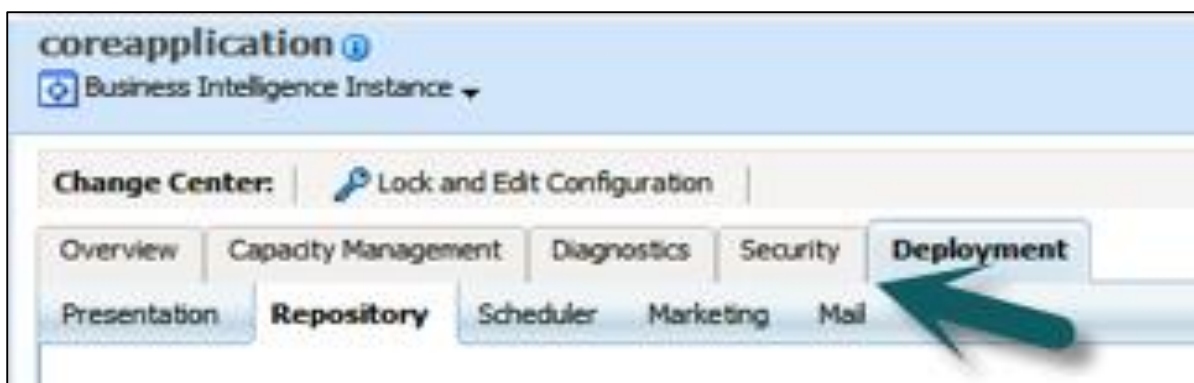 coreapplication
Business Intelligence Instance
Change Center: Lock and Edit Configuration
Overview Capacity Management Diagnostics Security Deployment
Presentation Repository Scheduler Marketing Mail